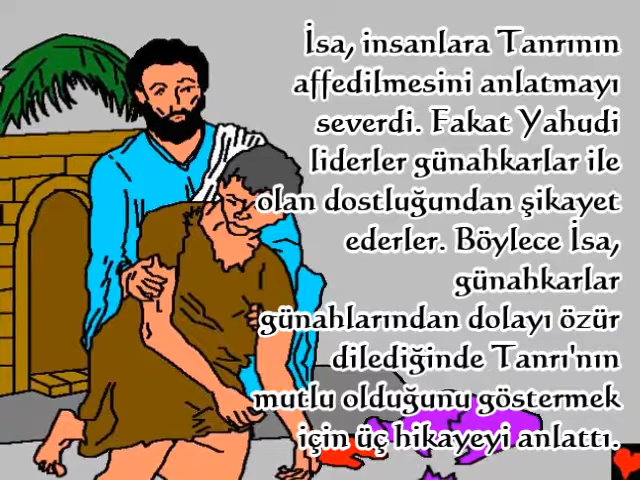 İsa, insanlara Tanrının
affedilmesini anlatmayı
severdi. Fakat Yahudi
liderler günahkarlar ile
olan dostluğundan şikayet
ederler. Böylece İsa,
günahkarlar
günahlarından dolayı özür
dilediğinde Tanrı'nın
mutlu olduğunu göstermek
için üç hikayeyi anlattı.